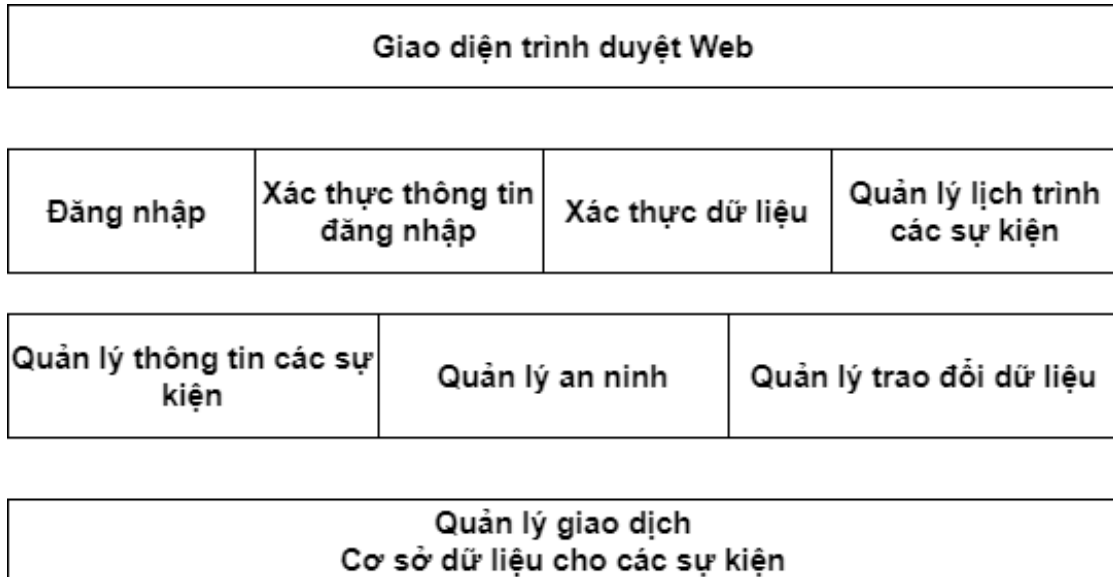 Giao diện trình duyệt Web
Đăng nhập
Xác thực thông tin
đăng nhập
Xác thực dữ liệu
Quản lý lịch trình
các sự kiện
Quản lý thông tin các sự
kiện
Quản lý an ninh
Quản lý trao đổi dữ liệu
Quản lý giao dịch
Cơ sở dữ liệu cho các sự kiện